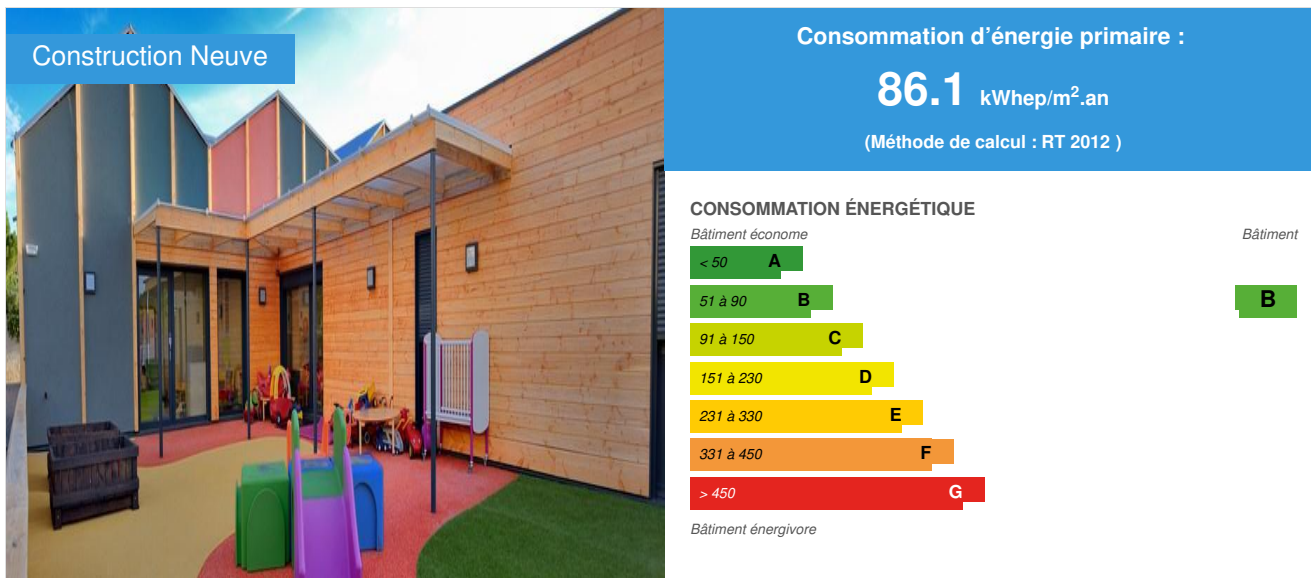 Construction Neuve
Consommation d’énergie primaire :
86.1 kWhep/m².an
(Méthode de calcul : RT 2012 )
CONSOMMATION ÉNERGÉTIQUE
Bâtiment économe
Bâtiment
< 50 A
51 à 90 B
B
91 à 150 C
151 à 230 D
231 à 330 E
331 à 450 F
> 450 G
Bâtiment énergivore